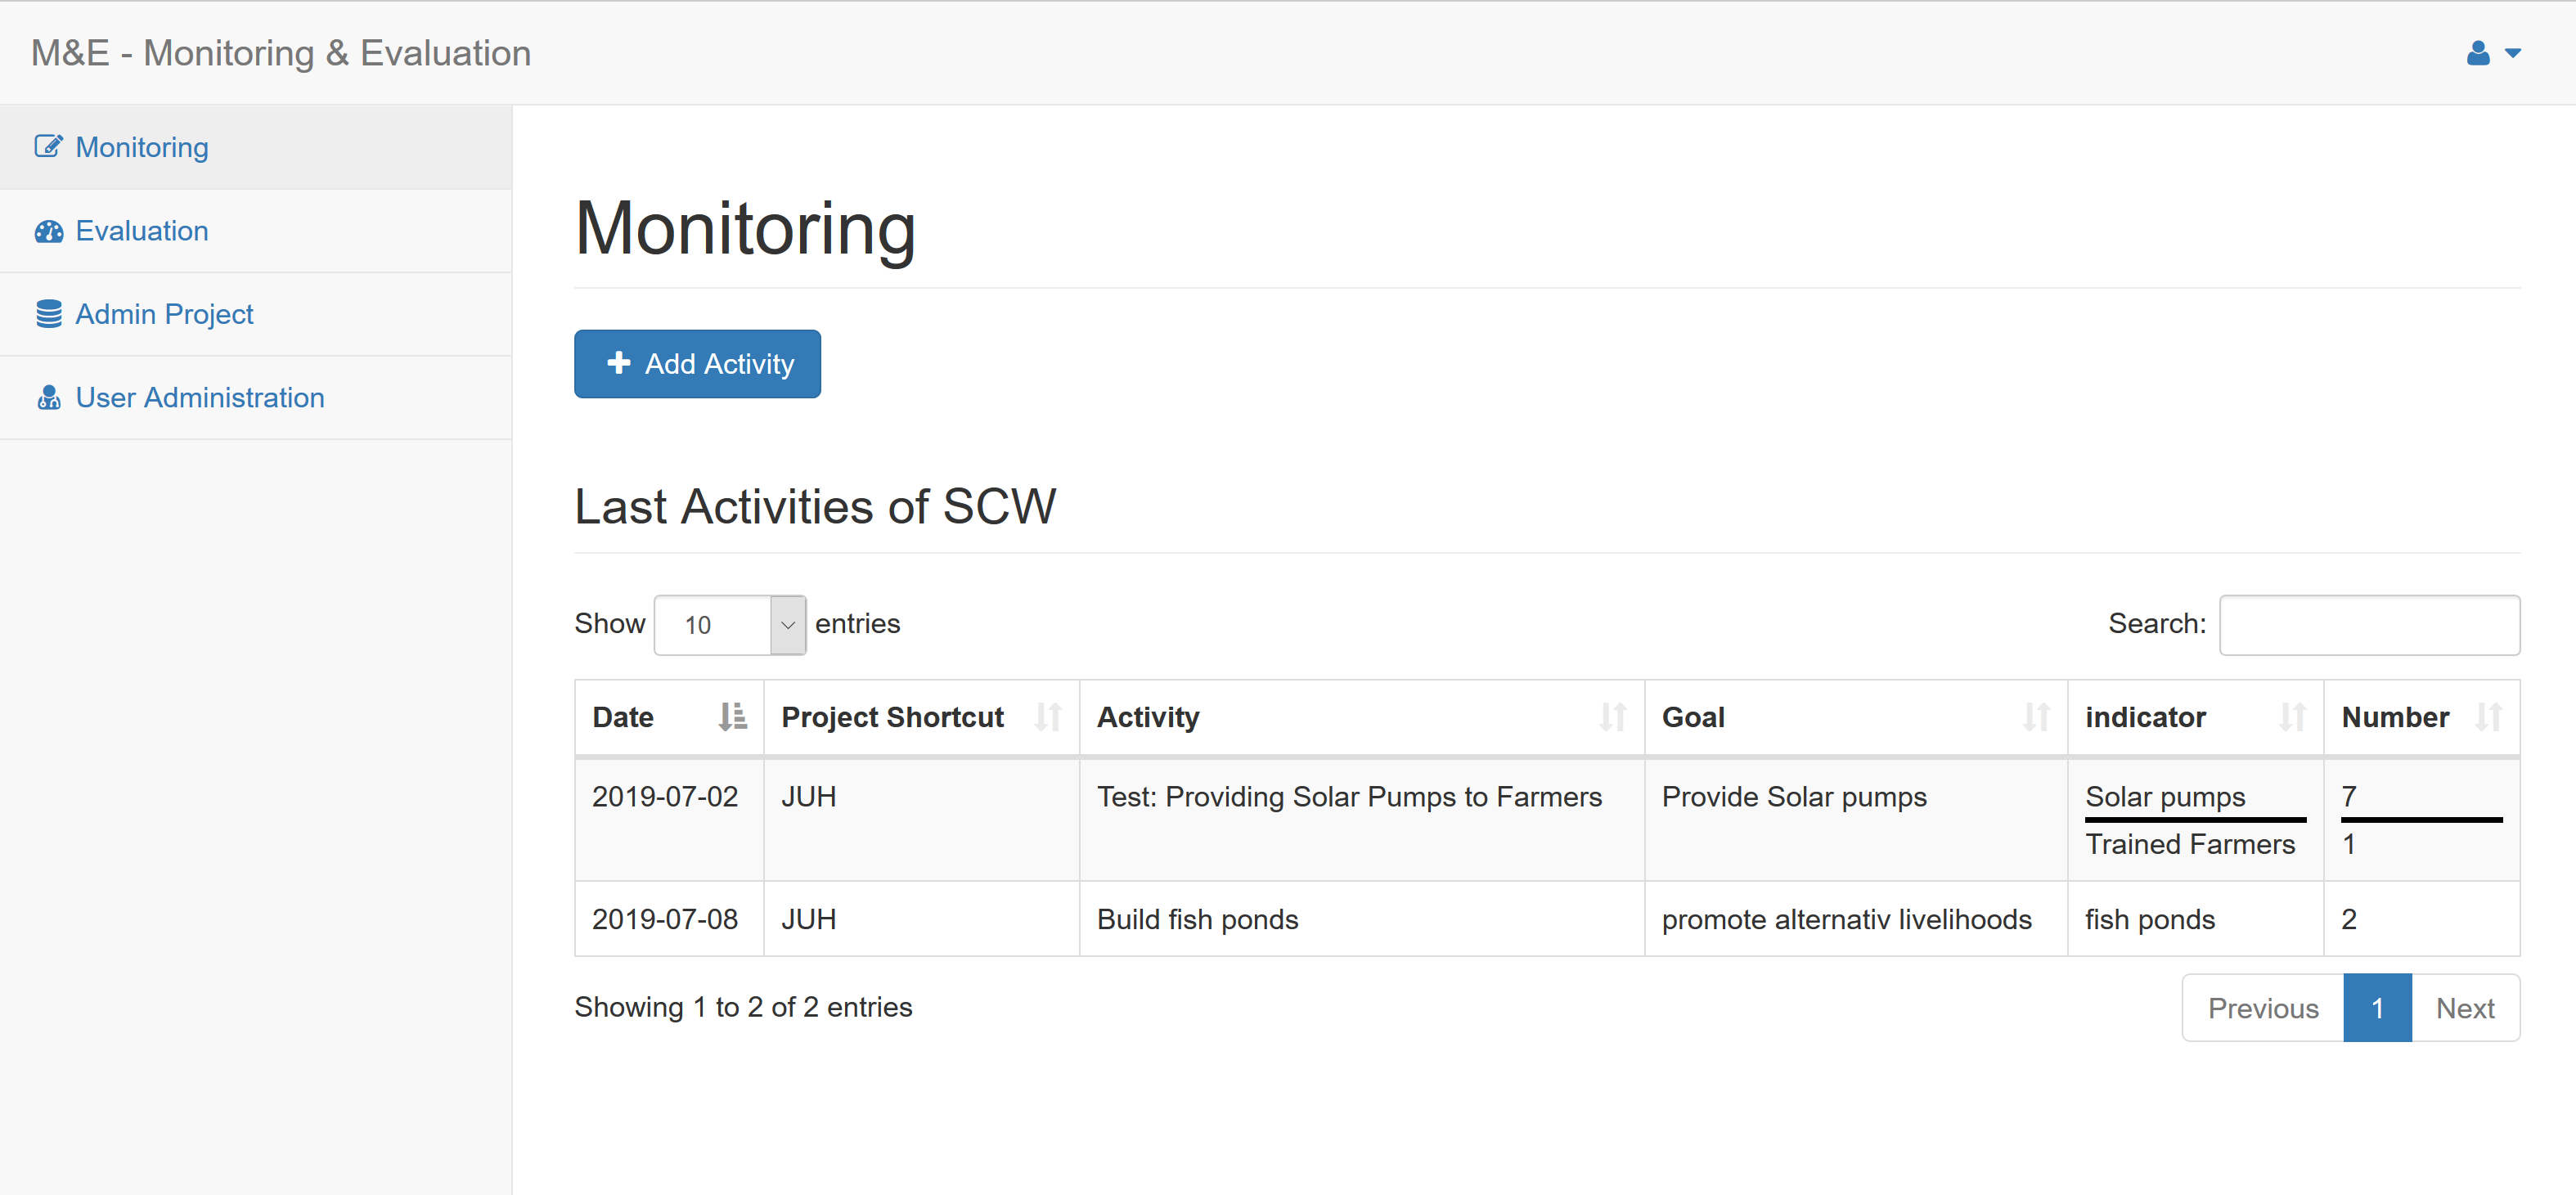 M&E - Monitoring & Evaluation
Monitoring
Evaluation
Admin Project
User Administration
Monitoring
Add Activity
Last Activities of SCW
Show 10 entries Search:
Date Project Shortcut Activity Goal indicator Number
2019-07-02 JUH Test: Providing Solar Pumps to Farmers Provide Solar pumps Solar pumps 7
Trained Farmers 1
2019-07-08 JUH Build fish ponds promote alternativ livelihoods fish ponds 2
Showing 1 to 2 of 2 entries Previous 1 Next